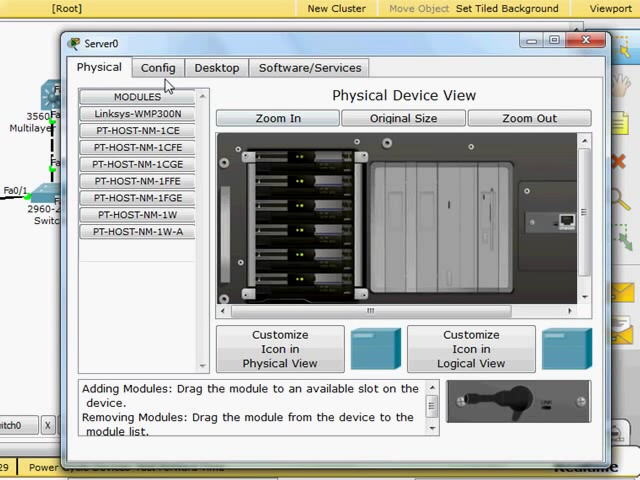 [Root]
New Cluster
Move Object
Set Tiled Background
Viewport
Server0
Physical
Config
Desktop
Software/Services
MODULES
Linksys-WMP300N
PT-HOST-NM-1CE
PT-HOST-NM-1CFE
PT-HOST-NM-1CGE
PT-HOST-NM-1FFE
PT-HOST-NM-1FGE
PT-HOST-NM-1W
PT-HOST-NM-1W-A
Physical Device View
Zoom In
Original Size
Zoom Out
3560
Multilayer
Fa0/1
2960-2
Switc
Customize
Icon in
Physical View
Customize
Icon in
Logical View
Adding Modules: Drag the module to an available slot on the
device.
Removing Modules: Drag the module from the device to the
module list.
itch0
X
29
Realtime